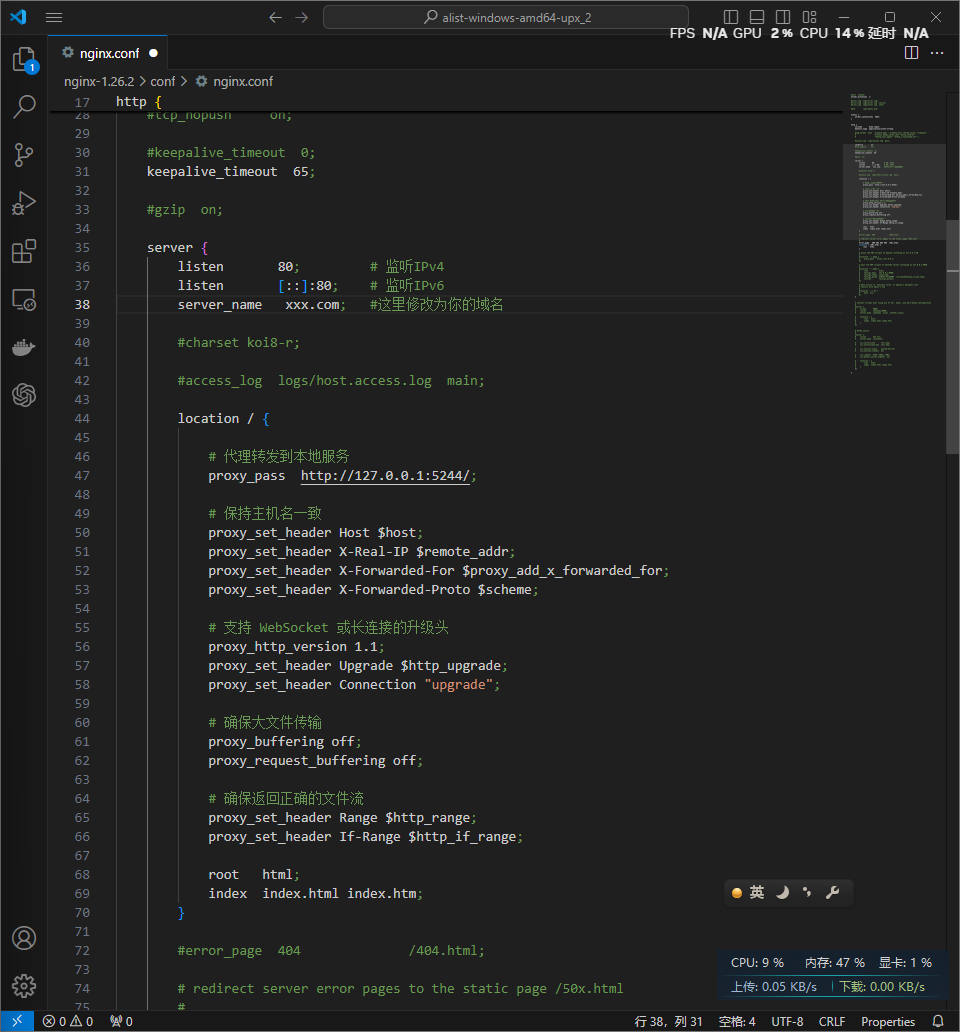 alist-windows-amd64-upx_2
FPS N/A GPU 2 % CPU 14 % 延时 N/A
1
nginx.conf
nginx-1.26.2 > conf > nginx.conf
17 http {
28 #tcp_nopush     on;
29
30 #keepalive_timeout  0;
31 keepalive_timeout  65;
32
33 #gzip  on;
34
35 server {
36 listen       80;         # 监听IPv4
37 listen       [::]:80;    # 监听IPv6
38 server_name   xxx.com;   #这里修改为你的域名
39
40 #charset koi8-r;
41
42 #access_log  logs/host.access.log  main;
43
44 location / {
45
46 # 代理转发到本地服务
47 proxy_pass  http://127.0.0.1:5244/;
48
49 # 保持主机名一致
50 proxy_set_header Host $host;
51 proxy_set_header X-Real-IP $remote_addr;
52 proxy_set_header X-Forwarded-For $proxy_add_x_forwarded_for;
53 proxy_set_header X-Forwarded-Proto $scheme;
54
55 # 支持 WebSocket 或长连接的升级头
56 proxy_http_version 1.1;
57 proxy_set_header Upgrade $http_upgrade;
58 proxy_set_header Connection "upgrade";
59
60 # 确保大文件传输
61 proxy_buffering off;
62 proxy_request_buffering off;
63
64 # 确保返回正确的文件流
65 proxy_set_header Range $http_range;
66 proxy_set_header If-Range $http_if_range;
67
68 root   html;
69 index  index.html index.htm;
70 }
71
72 #error_page  404              /404.html;
73
74 # redirect server error pages to the static page /50x.html
75 #
英
CPU: 9 % 内存: 47 % 显卡: 1 %
上传: 0.05 KB/s 下载: 0.00 KB/s
0 0 0 行 38，列 31 空格: 4 UTF-8 CRLF Properties